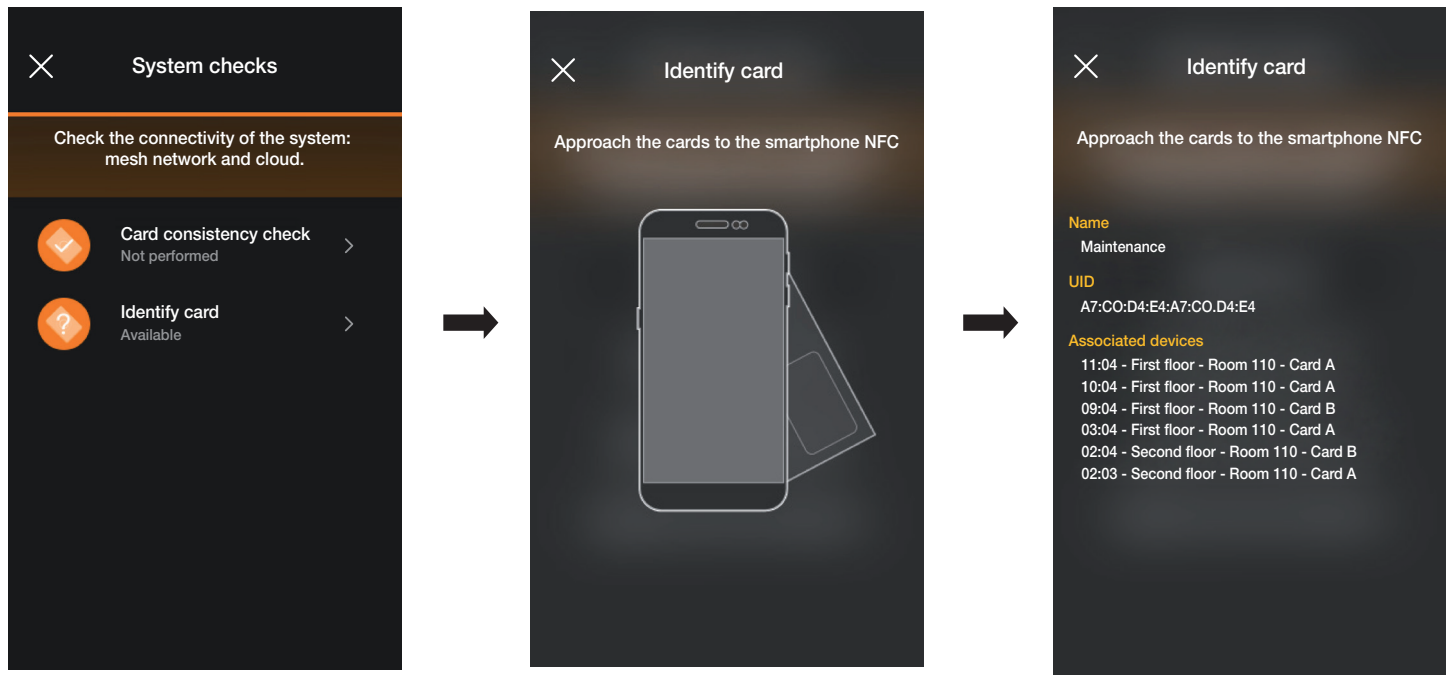 System checks
Check the connectivity of the system:
mesh network and cloud.
Card consistency check
Not performed
Identify card
Available
Identify card
Approach the cards to the smartphone NFC
Identify card
Approach the cards to the smartphone NFC
Name
Maintenance
UID
A7:CO:D4:E4:A7:CO.D4:E4
Associated devices
11:04 - First floor - Room 110 - Card A
10:04 - First floor - Room 110 - Card A
09:04 - First floor - Room 110 - Card B
03:04 - First floor - Room 110 - Card A
02:04 - Second floor - Room 110 - Card B
02:03 - Second floor - Room 110 - Card A